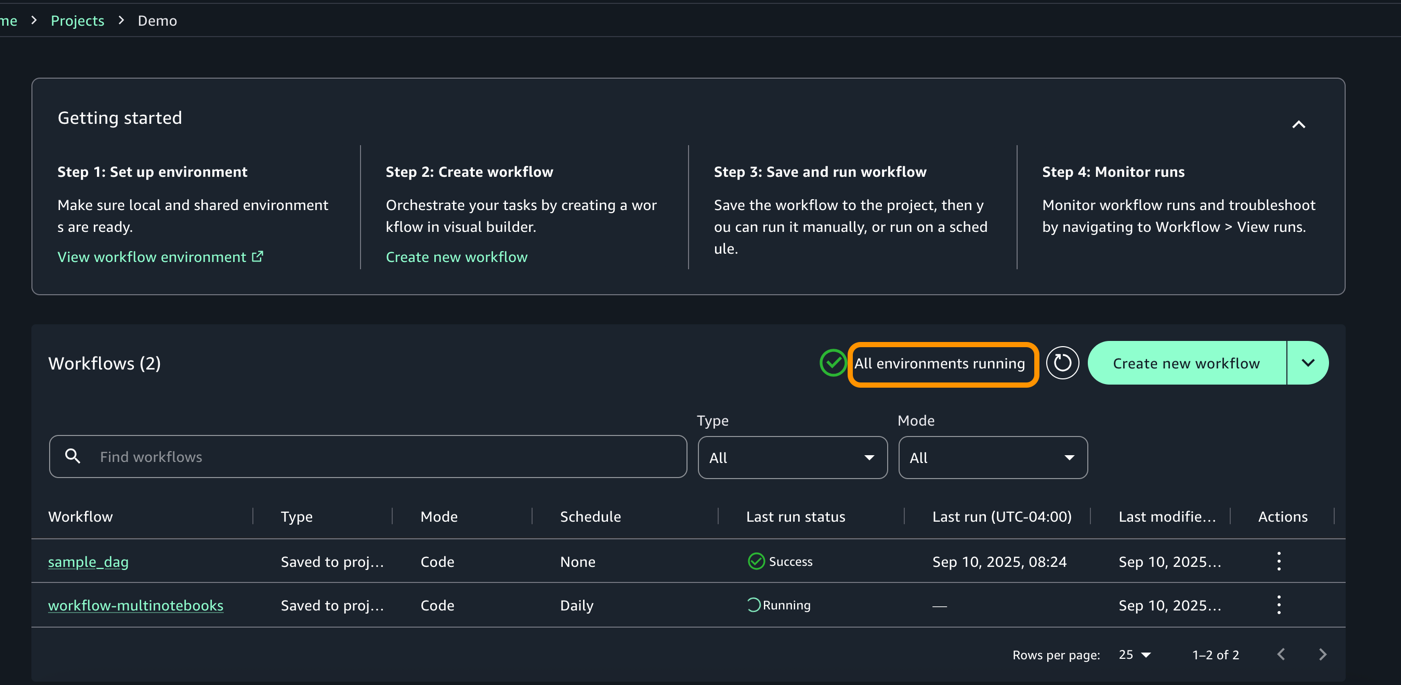 me > Projects > Demo
Getting started
Step 1: Set up environment
Make sure local and shared environment
s are ready.
View workflow environment
Step 2: Create workflow
Orchestrate your tasks by creating a wor
kflow in visual builder.
Create new workflow
Step 3: Save and run workflow
Save the workflow to the project, then y
ou can run it manually, or run on a sched
ule.
Step 4: Monitor runs
Monitor workflow runs and troubleshoot
by navigating to Workflow > View runs.
Workflows (2)
All environments running
Create new workflow
Type
Mode
Find workflows
All
All
Workflow Type Mode Schedule Last run status Last run (UTC-04:00) Last modifie... Actions
sample_dag Saved to proj... Code None Success Sep 10, 2025, 08:24 Sep 10, 2025...
workflow-multinotebooks Saved to proj... Code Daily Running — Sep 10, 2025...
Rows per page: 25 1–2 of 2